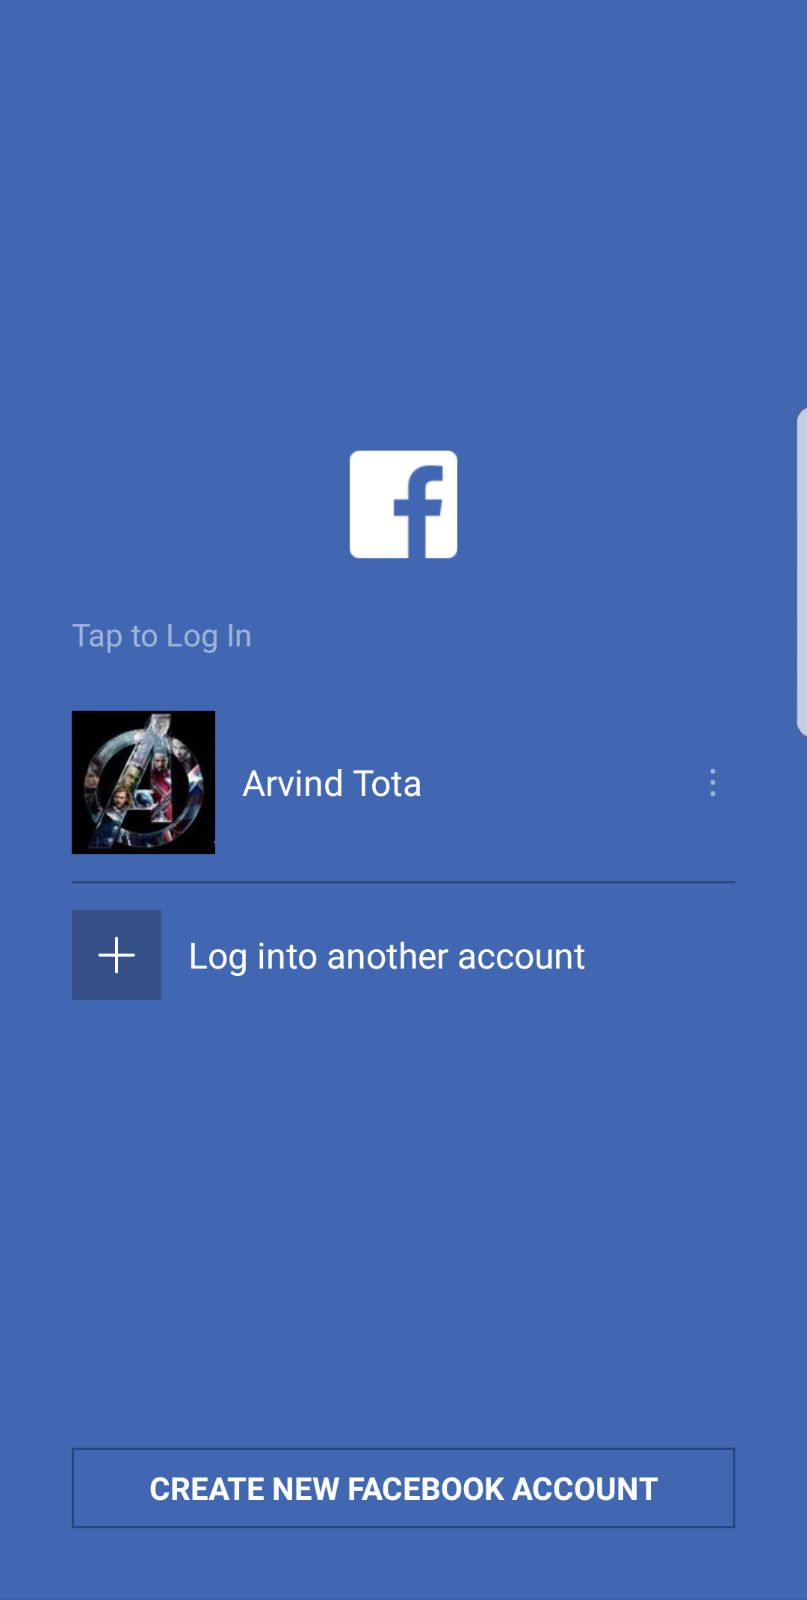 Tap to Log In
Arvind Tota
Log into another account
CREATE NEW FACEBOOK ACCOUNT